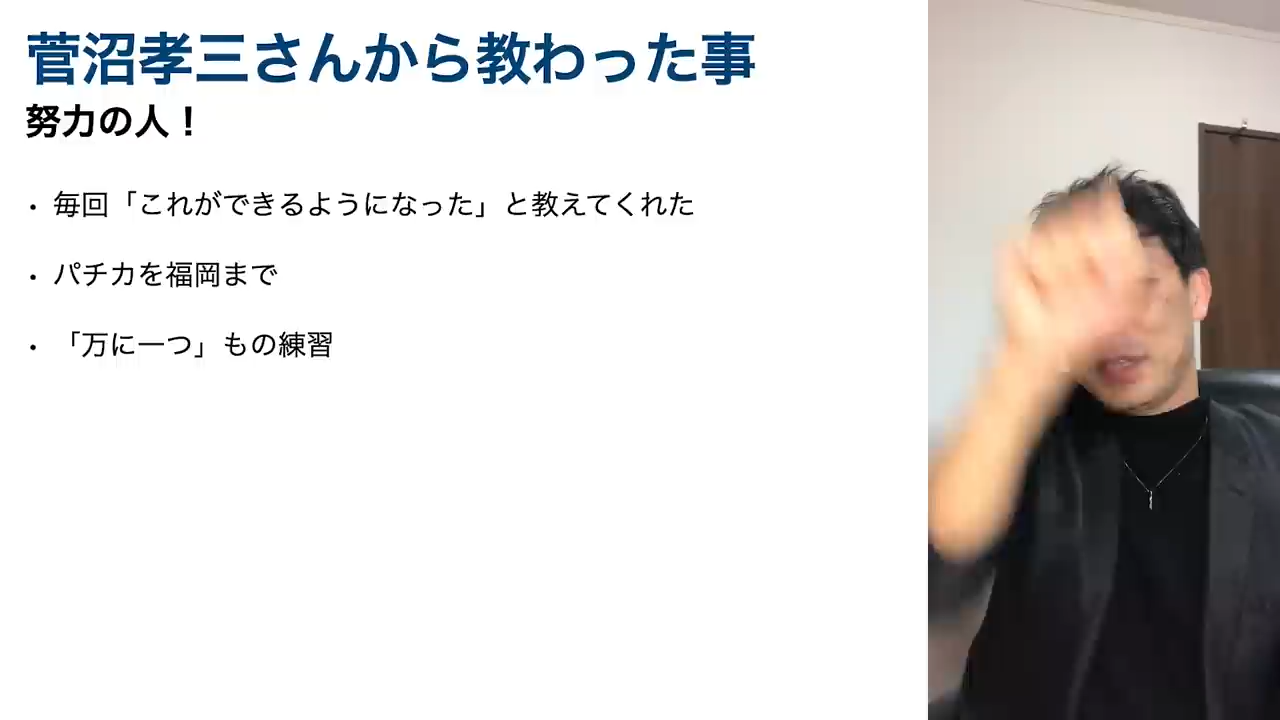 菅沼孝三さんから教わった事
努力の人！
・毎回「これができるようになった」と教えてくれた
・パチカを福岡まで
・「万に一つ」もの練習